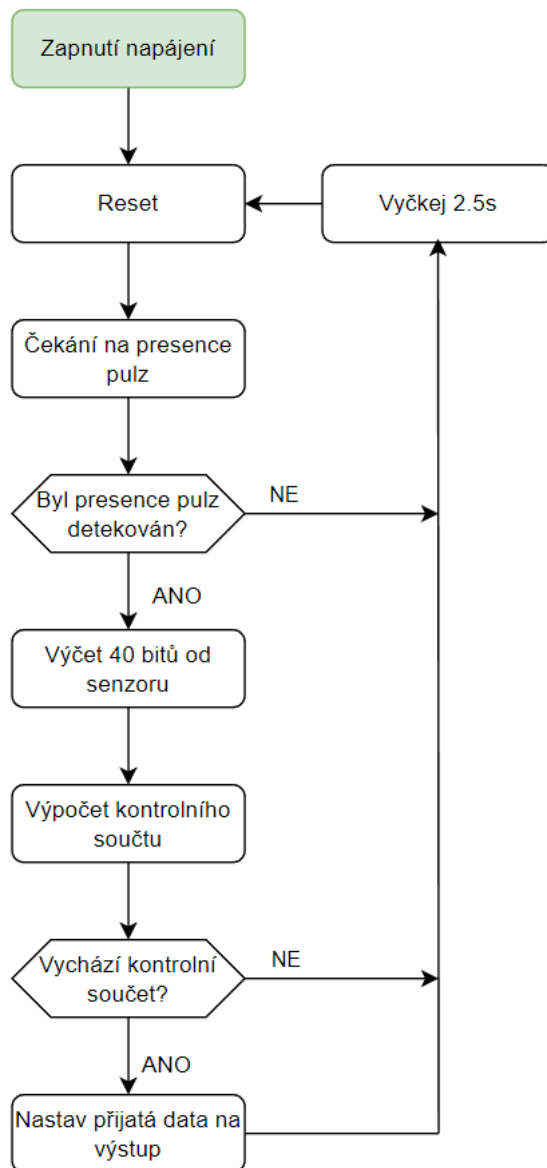 Zapnutí napájení
Reset
Vyčkej 2.5s
Čekání na presence
pulz
Byl presence pulz
detekován?
NE
ANO
Výčet 40 bitů od
senzoru
Výpočet kontrolního
součtu
Vychází kontrolní
součet?
NE
ANO
Nastav přijatá data na
výstup